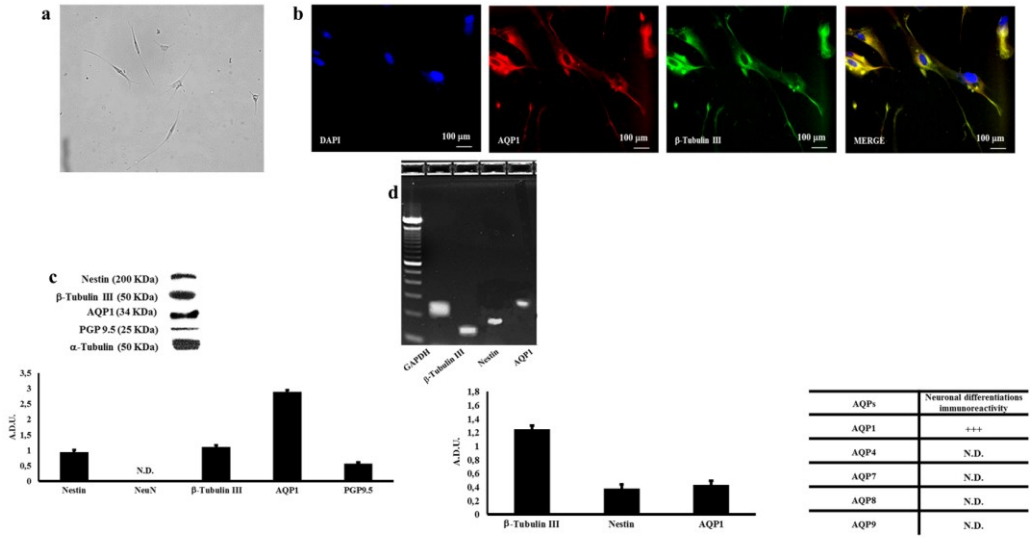 a
b
DAPI
100 µm
AQP1
100 µm
β-Tubulin III
100 µm
MERGE
100 µm
d
GAPDH
β-Tubulin III
Nestin
AQP1
c
Nestin (200 KDa)
β-Tubulin III (50 KDa)
AQP1 (34 KDa)
PGP 9.5 (25 KDa)
α-Tubulin (50 KDa)
3,5
3
2,5
2
1,5
1
0,5
0
A.D.U.
N.D.
Nestin
NeuN
β-Tubulin III
AQP1
PGP9.5
1,8
1,6
1,4
1,2
1
0,8
0,6
0,4
0,2
0
A.D.U.
β-Tubulin III
Nestin
AQP1
AQPs
Neuronal differentiations
immunoreactivity
AQP1 +++
AQP4 N.D.
AQP7 N.D.
AQP8 N.D.
AQP9 N.D.